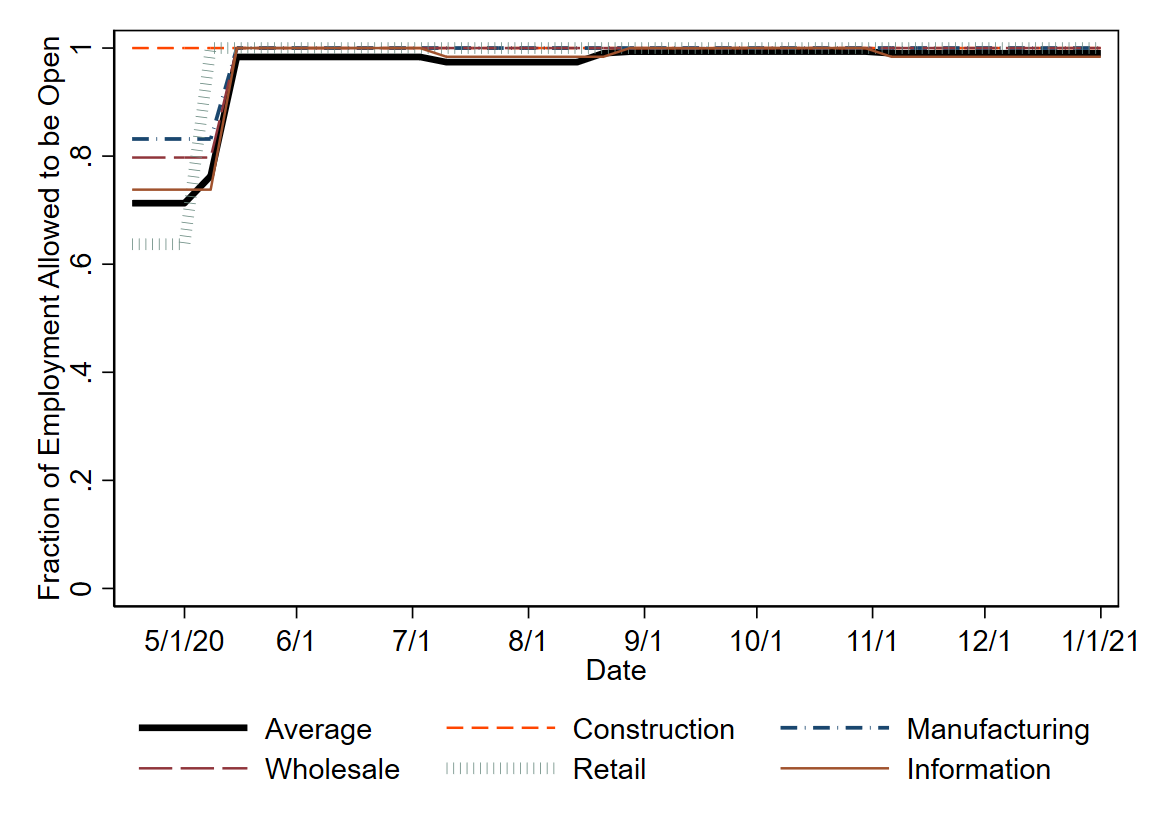 Fraction of Employment Allowed to be Open
1
.8
.6
.4
.2
0
5/1/20 6/1 7/1 8/1 9/1 10/1 11/1 12/1 1/1/21
Date
Average Construction Manufacturing
Wholesale Retail Information